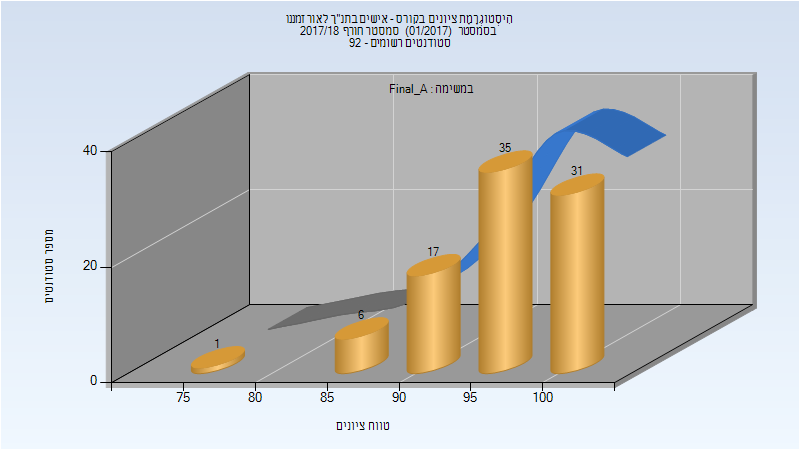 היסטוגרמת ציונים בקורס - אישים בתנ"ך לאור זמננו
בסמסטר (01/2017) סמסטר חורף 2017/18
סטודנטים רשומים - 92
במשימה : Final_A
40
20
0
מספר סטודנטים
1
6
17
35
31
75
80
85
90
95
100
טווח ציונים